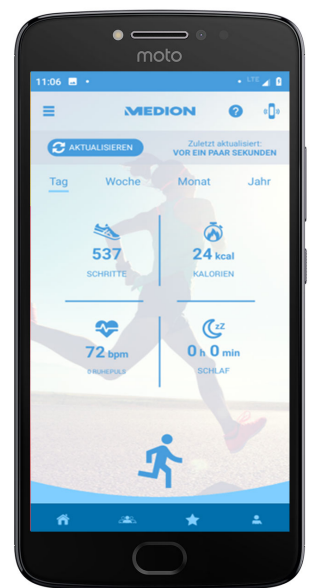 moto
11:06
LTE
MEDION
?
AKTUALISIEREN
Zuletzt aktualisiert:
VOR EIN PAAR SEKUNDEN
Tag Woche Monat Jahr
537
SCHRITTE
24 kcal
KALORIEN
72 bpm
RUHEPULS
zZ
0 h 0 min
SCHLAF